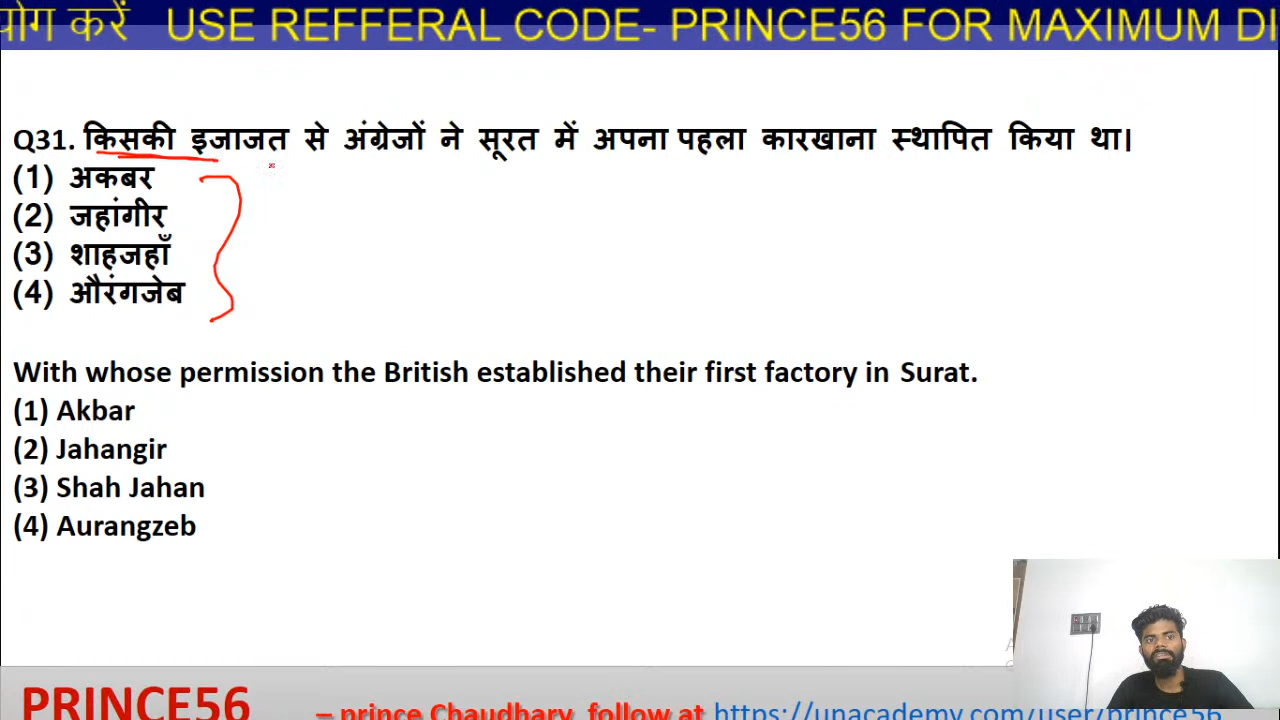 योग करें USE REFFERAL CODE- PRINCE56 FOR MAXIMUM DI
Q31. किसकी इजाजत से अंग्रेजों ने सूरत में अपना पहला कारखाना स्थापित किया था।
(1) अकबर
(2) जहांगीर
(3) शाहजहाँ
(4) औरंगजेब
With whose permission the British established their first factory in Surat.
(1) Akbar
(2) Jahangir
(3) Shah Jahan
(4) Aurangzeb
PRINCE56 – prince Chaudhary follow at https://unacademy.com/user/prince56